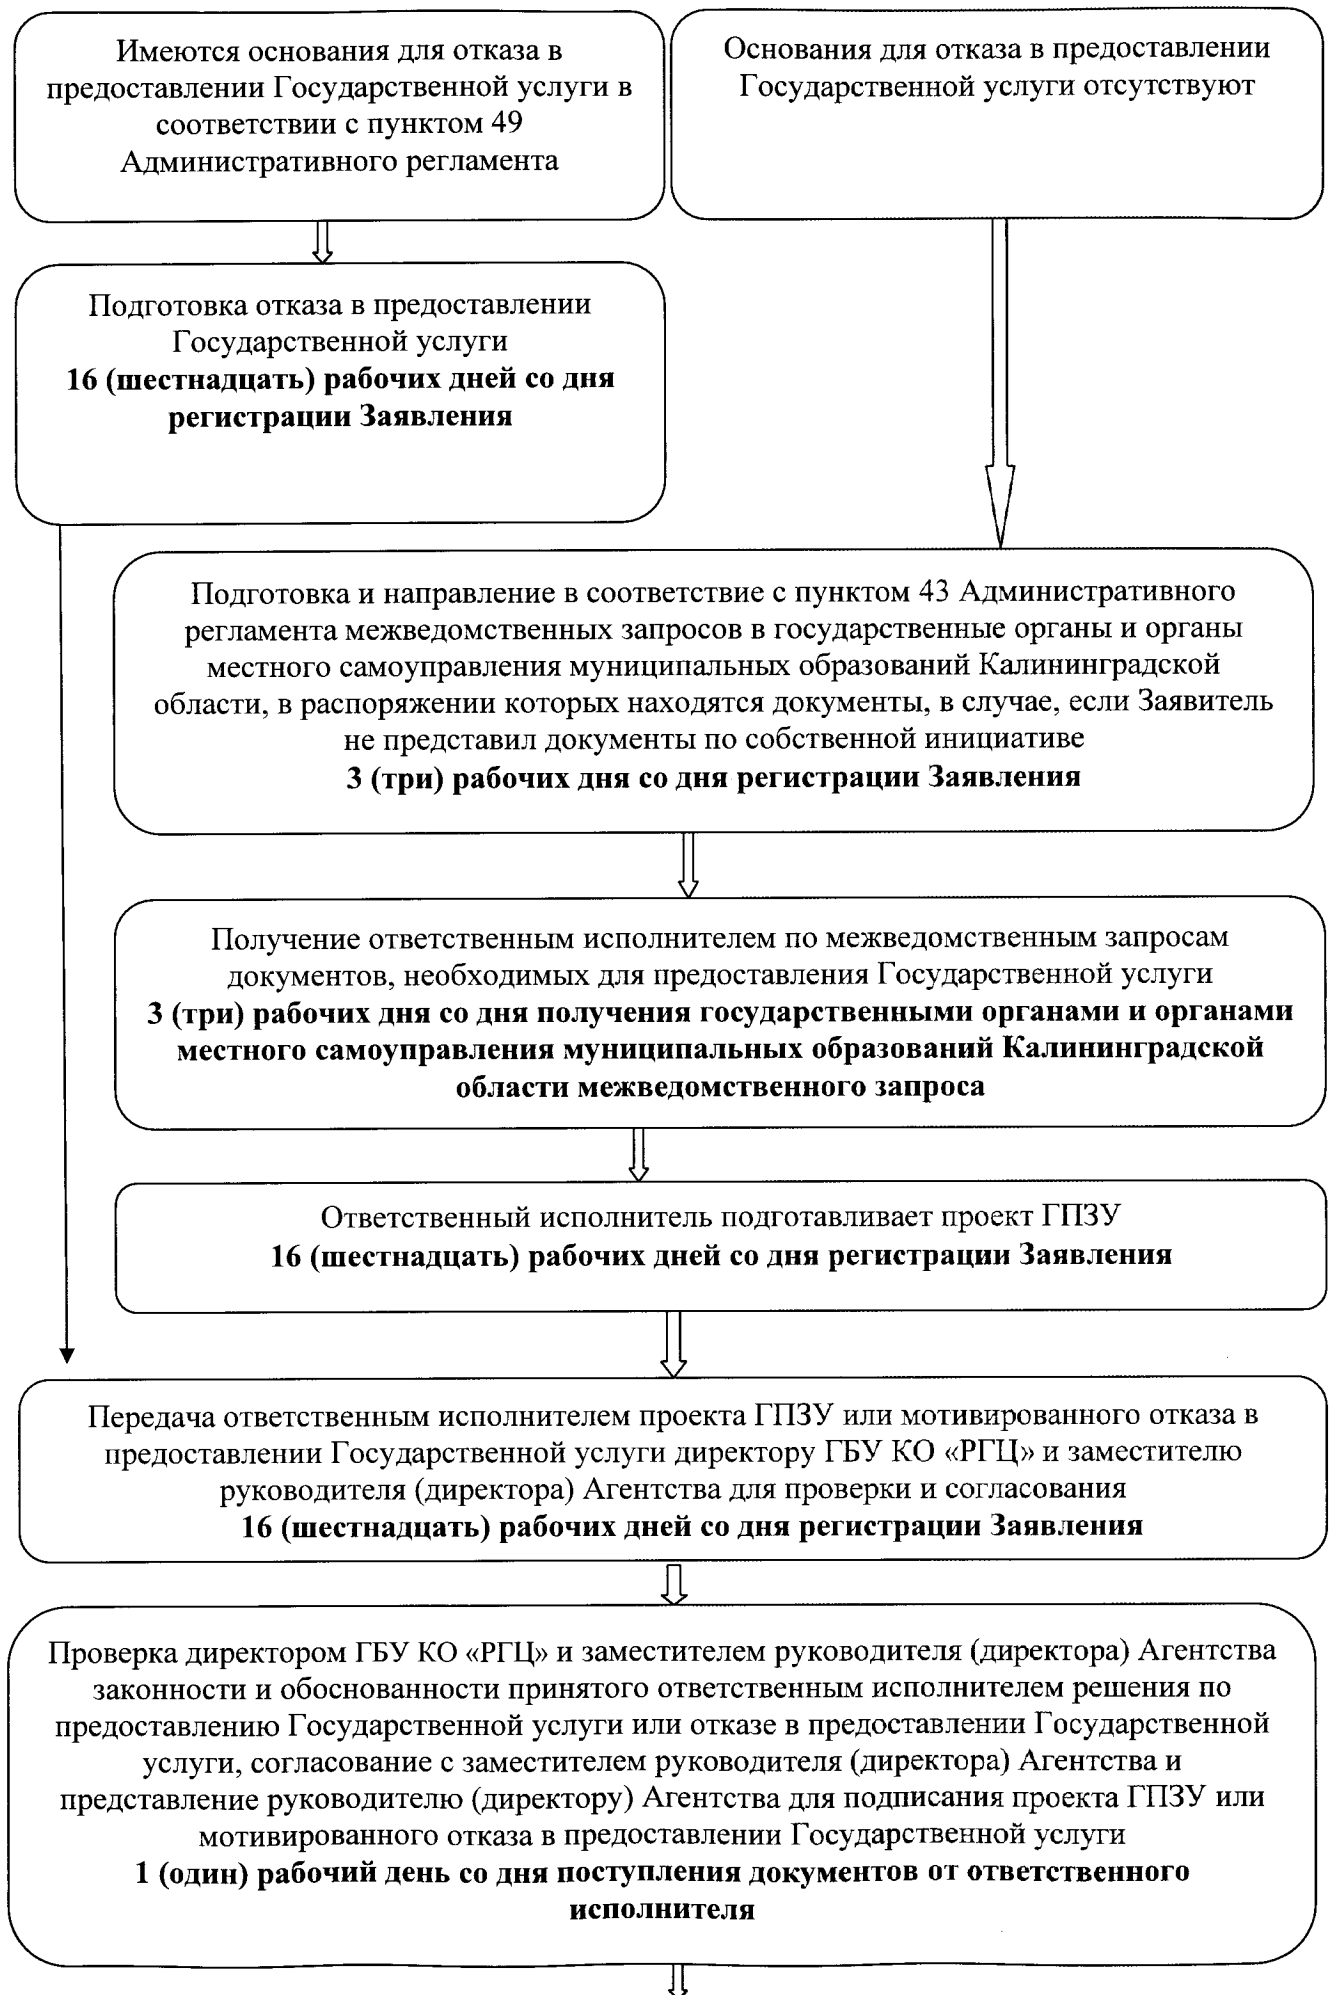 Имеются основания для отказа в
предоставлении Государственной услуги в
соответствии с пунктом 49
Административного регламента
Основания для отказа в предоставлении
Государственной услуги отсутствуют
Подготовка отказа в предоставлении
Государственной услуги
16 (шестнадцать) рабочих дней со дня
регистрации Заявления
Подготовка и направление в соответствие с пунктом 43 Административного
регламента межведомственных запросов в государственные органы и органы
местного самоуправления муниципальных образований Калининградской
области, в распоряжении которых находятся документы, в случае, если Заявитель
не представил документы по собственной инициативе
3 (три) рабочих дня со дня регистрации Заявления
Получение ответственным исполнителем по межведомственным запросам
документов, необходимых для предоставления Государственной услуги
3 (три) рабочих дня со дня получения государственными органами и органами
местного самоуправления муниципальных образований Калининградской
области межведомственного запроса
Ответственный исполнитель подготавливает проект ГПЗУ
16 (шестнадцать) рабочих дней со дня регистрации Заявления
Передача ответственным исполнителем проекта ГПЗУ или мотивированного отказа в
предоставлении Государственной услуги директору ГБУ КО «РГЦ» и заместителю
руководителя (директора) Агентства для проверки и согласования
16 (шестнадцать) рабочих дней со дня регистрации Заявления
Проверка директором ГБУ КО «РГЦ» и заместителем руководителя (директора) Агентства
законности и обоснованности принятого ответственным исполнителем решения по
предоставлению Государственной услуги или отказе в предоставлении Государственной
услуги, согласование с заместителем руководителя (директора) Агентства и
представление руководителю (директору) Агентства для подписания проекта ГПЗУ или
мотивированного отказа в предоставлении Государственной услуги
1 (один) рабочий день со дня поступления документов от ответственного
исполнителя